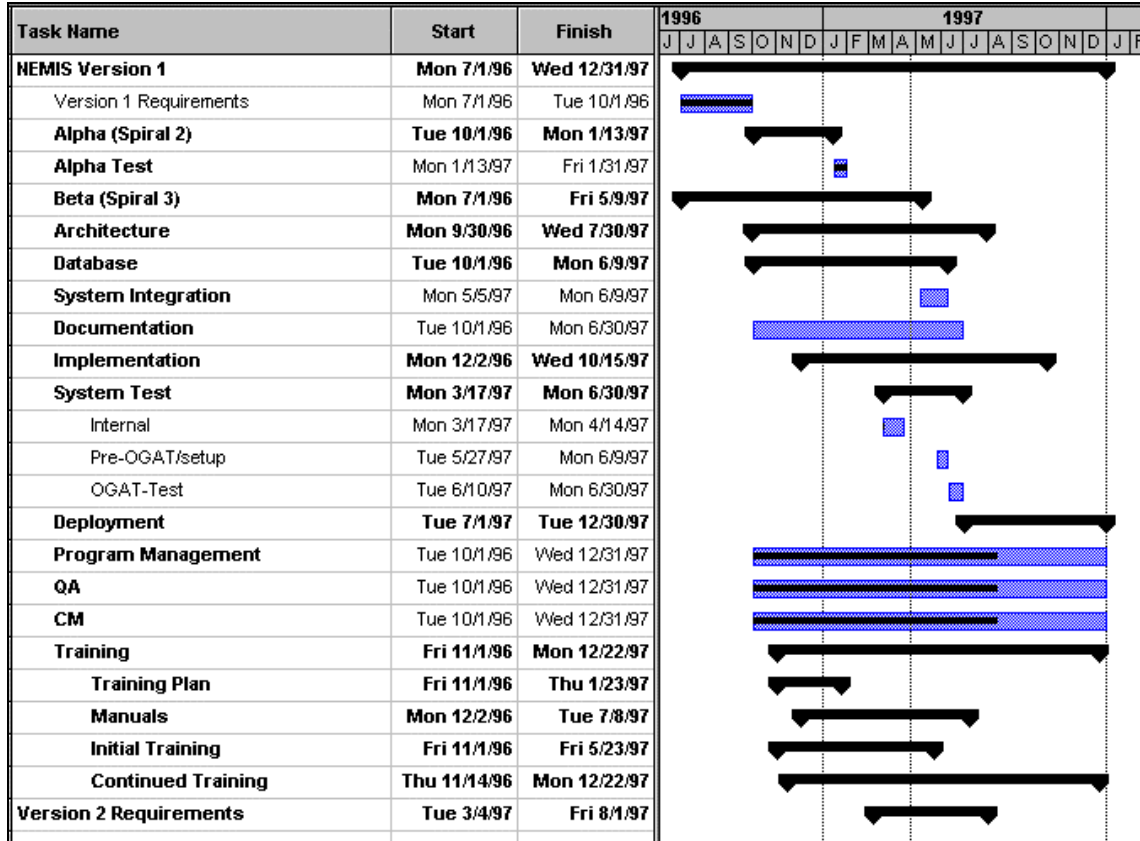 Task Name Start Finish 1996 1997
J J A S O N D J F M A M J J A S O N D J F
NEMIS Version 1 Mon 7/1/96 Wed 12/31/97
Version 1 Requirements Mon 7/1/96 Tue 10/1/96
Alpha (Spiral 2) Tue 10/1/96 Mon 1/13/97
Alpha Test Mon 1/13/97 Fri 1/31/97
Beta (Spiral 3) Mon 7/1/96 Fri 5/9/97
Architecture Mon 9/30/96 Wed 7/30/97
Database Tue 10/1/96 Mon 6/9/97
System Integration Mon 5/5/97 Mon 6/9/97
Documentation Tue 10/1/96 Mon 6/30/97
Implementation Mon 12/2/96 Wed 10/15/97
System Test Mon 3/17/97 Mon 6/30/97
Internal Mon 3/17/97 Mon 4/14/97
Pre-OGAT/setup Tue 5/27/97 Mon 6/9/97
OGAT-Test Tue 6/10/97 Mon 6/30/97
Deployment Tue 7/1/97 Tue 12/30/97
Program Management Tue 10/1/96 Wed 12/31/97
QA Tue 10/1/96 Wed 12/31/97
CM Tue 10/1/96 Wed 12/31/97
Training Fri 11/1/96 Mon 12/22/97
Training Plan Fri 11/1/96 Thu 1/23/97
Manuals Mon 12/2/96 Tue 7/8/97
Initial Training Fri 11/1/96 Fri 5/23/97
Continued Training Thu 11/14/96 Mon 12/22/97
Version 2 Requirements Tue 3/4/97 Fri 8/1/97